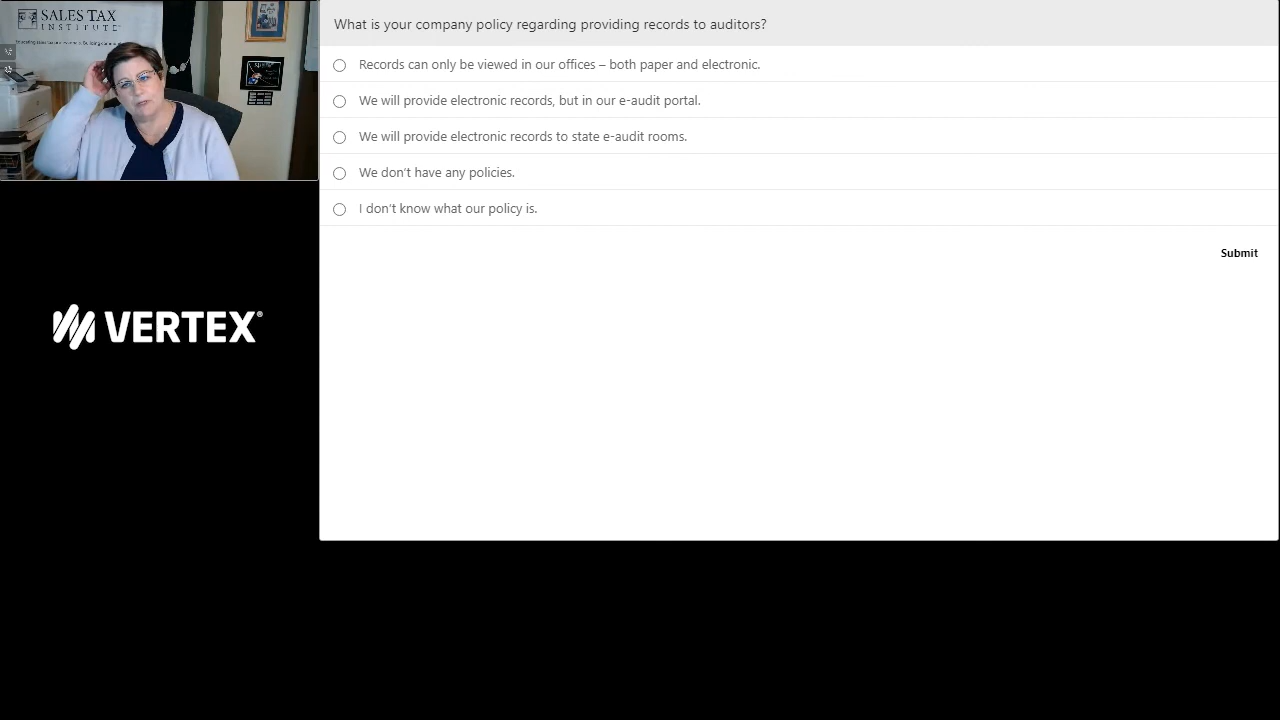 SALES TAX
INSTITUTE
What is your company policy regarding providing records to auditors?
Records can only be viewed in our offices – both paper and electronic.
We will provide electronic records, but in our e-audit portal.
We will provide electronic records to state e-audit rooms.
We don’t have any policies.
I don’t know what our policy is.
Submit
VERTEX®